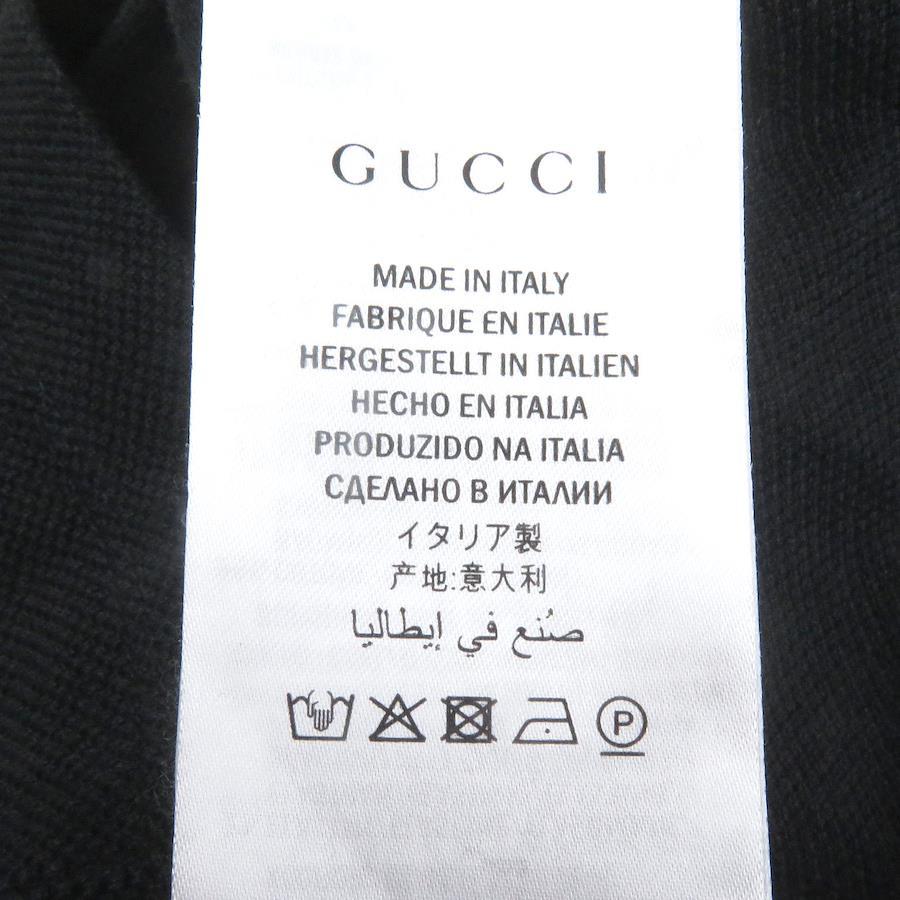 GUCCI
MADE IN ITALY
FABRIQUE EN ITALIE
HERGESTELLT IN ITALIEN
HECHO EN ITALIA
PRODUZIDO NA ITALIA
СДЕЛАНО В ИТАЛИИ
イタリア製
产地:意大利
صُنع في إيطاليا
P